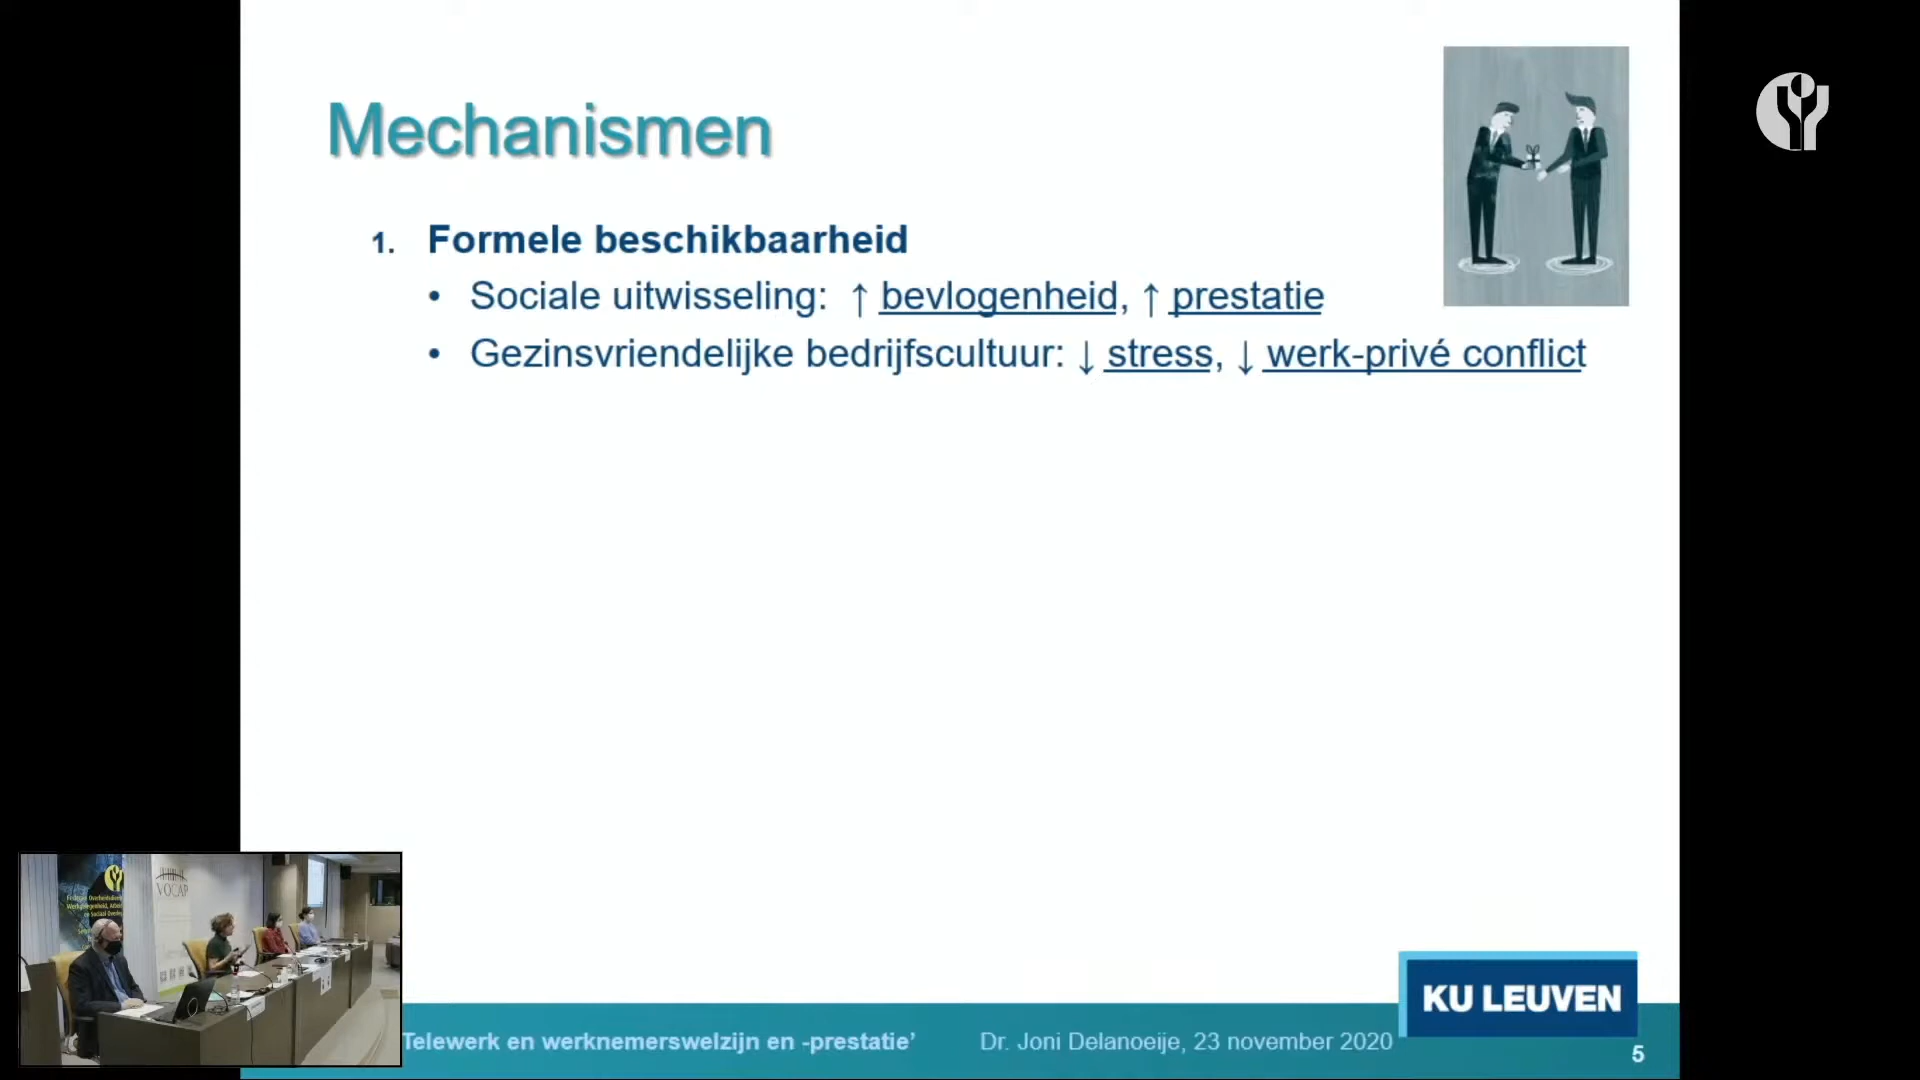 Mechanismen
1. Formele beschikbaarheid
• Sociale uitwisseling: ↑ bevlogenheid, ↑ prestatie
• Gezinsvriendelijke bedrijfscultuur: ↓ stress, ↓ werk-privé conflict
VOCAP
KU LEUVEN
Telewerk en werknemerswelzijn en -prestatie’ Dr. Joni Delanoeije, 23 november 2020
5